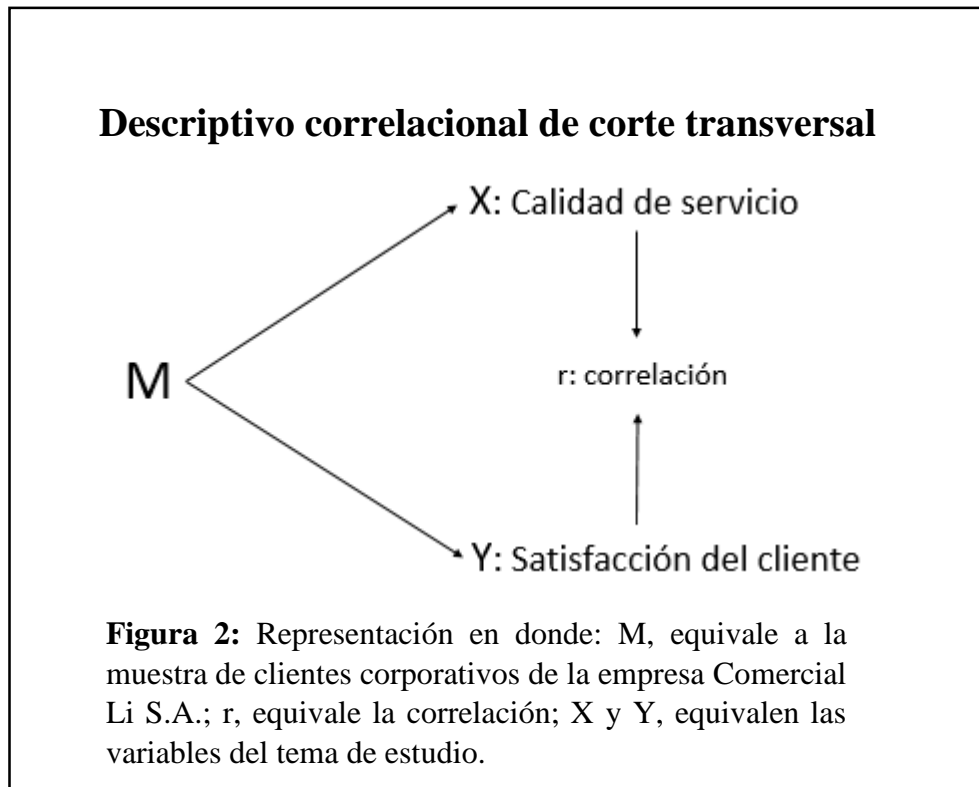 Descriptivo correlacional de corte transversal
X: Calidad de servicio
M
r: correlación
Y: Satisfacción del cliente
Figura 2: Representación en donde: M, equivale a la
muestra de clientes corporativos de la empresa Comercial
Li S.A.; r, equivale la correlación; X y Y, equivalen las
variables del tema de estudio.